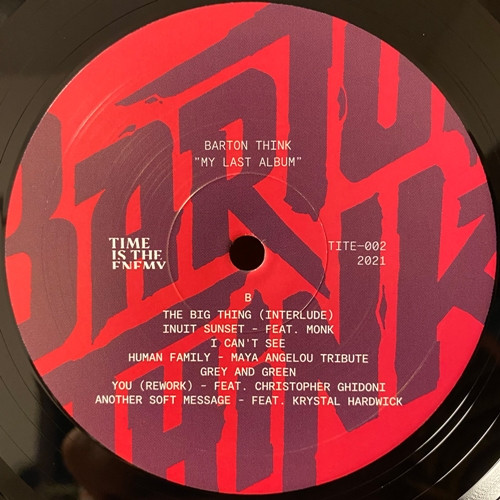 BARTON THINK
"MY LAST ALBUM"
TIME
IS THE
ENEMY
TITE-002
2021
B
THE BIG THING (INTERLUDE)
INUIT SUNSET - FEAT. MONK
I CAN'T SEE
HUMAN FAMILY - MAYA ANGELOU TRIBUTE
GREY AND GREEN
YOU (REWORK) - FEAT. CHRISTOPHER GHIDONI
ANOTHER SOFT MESSAGE - FEAT. KRYSTAL HARDWICK